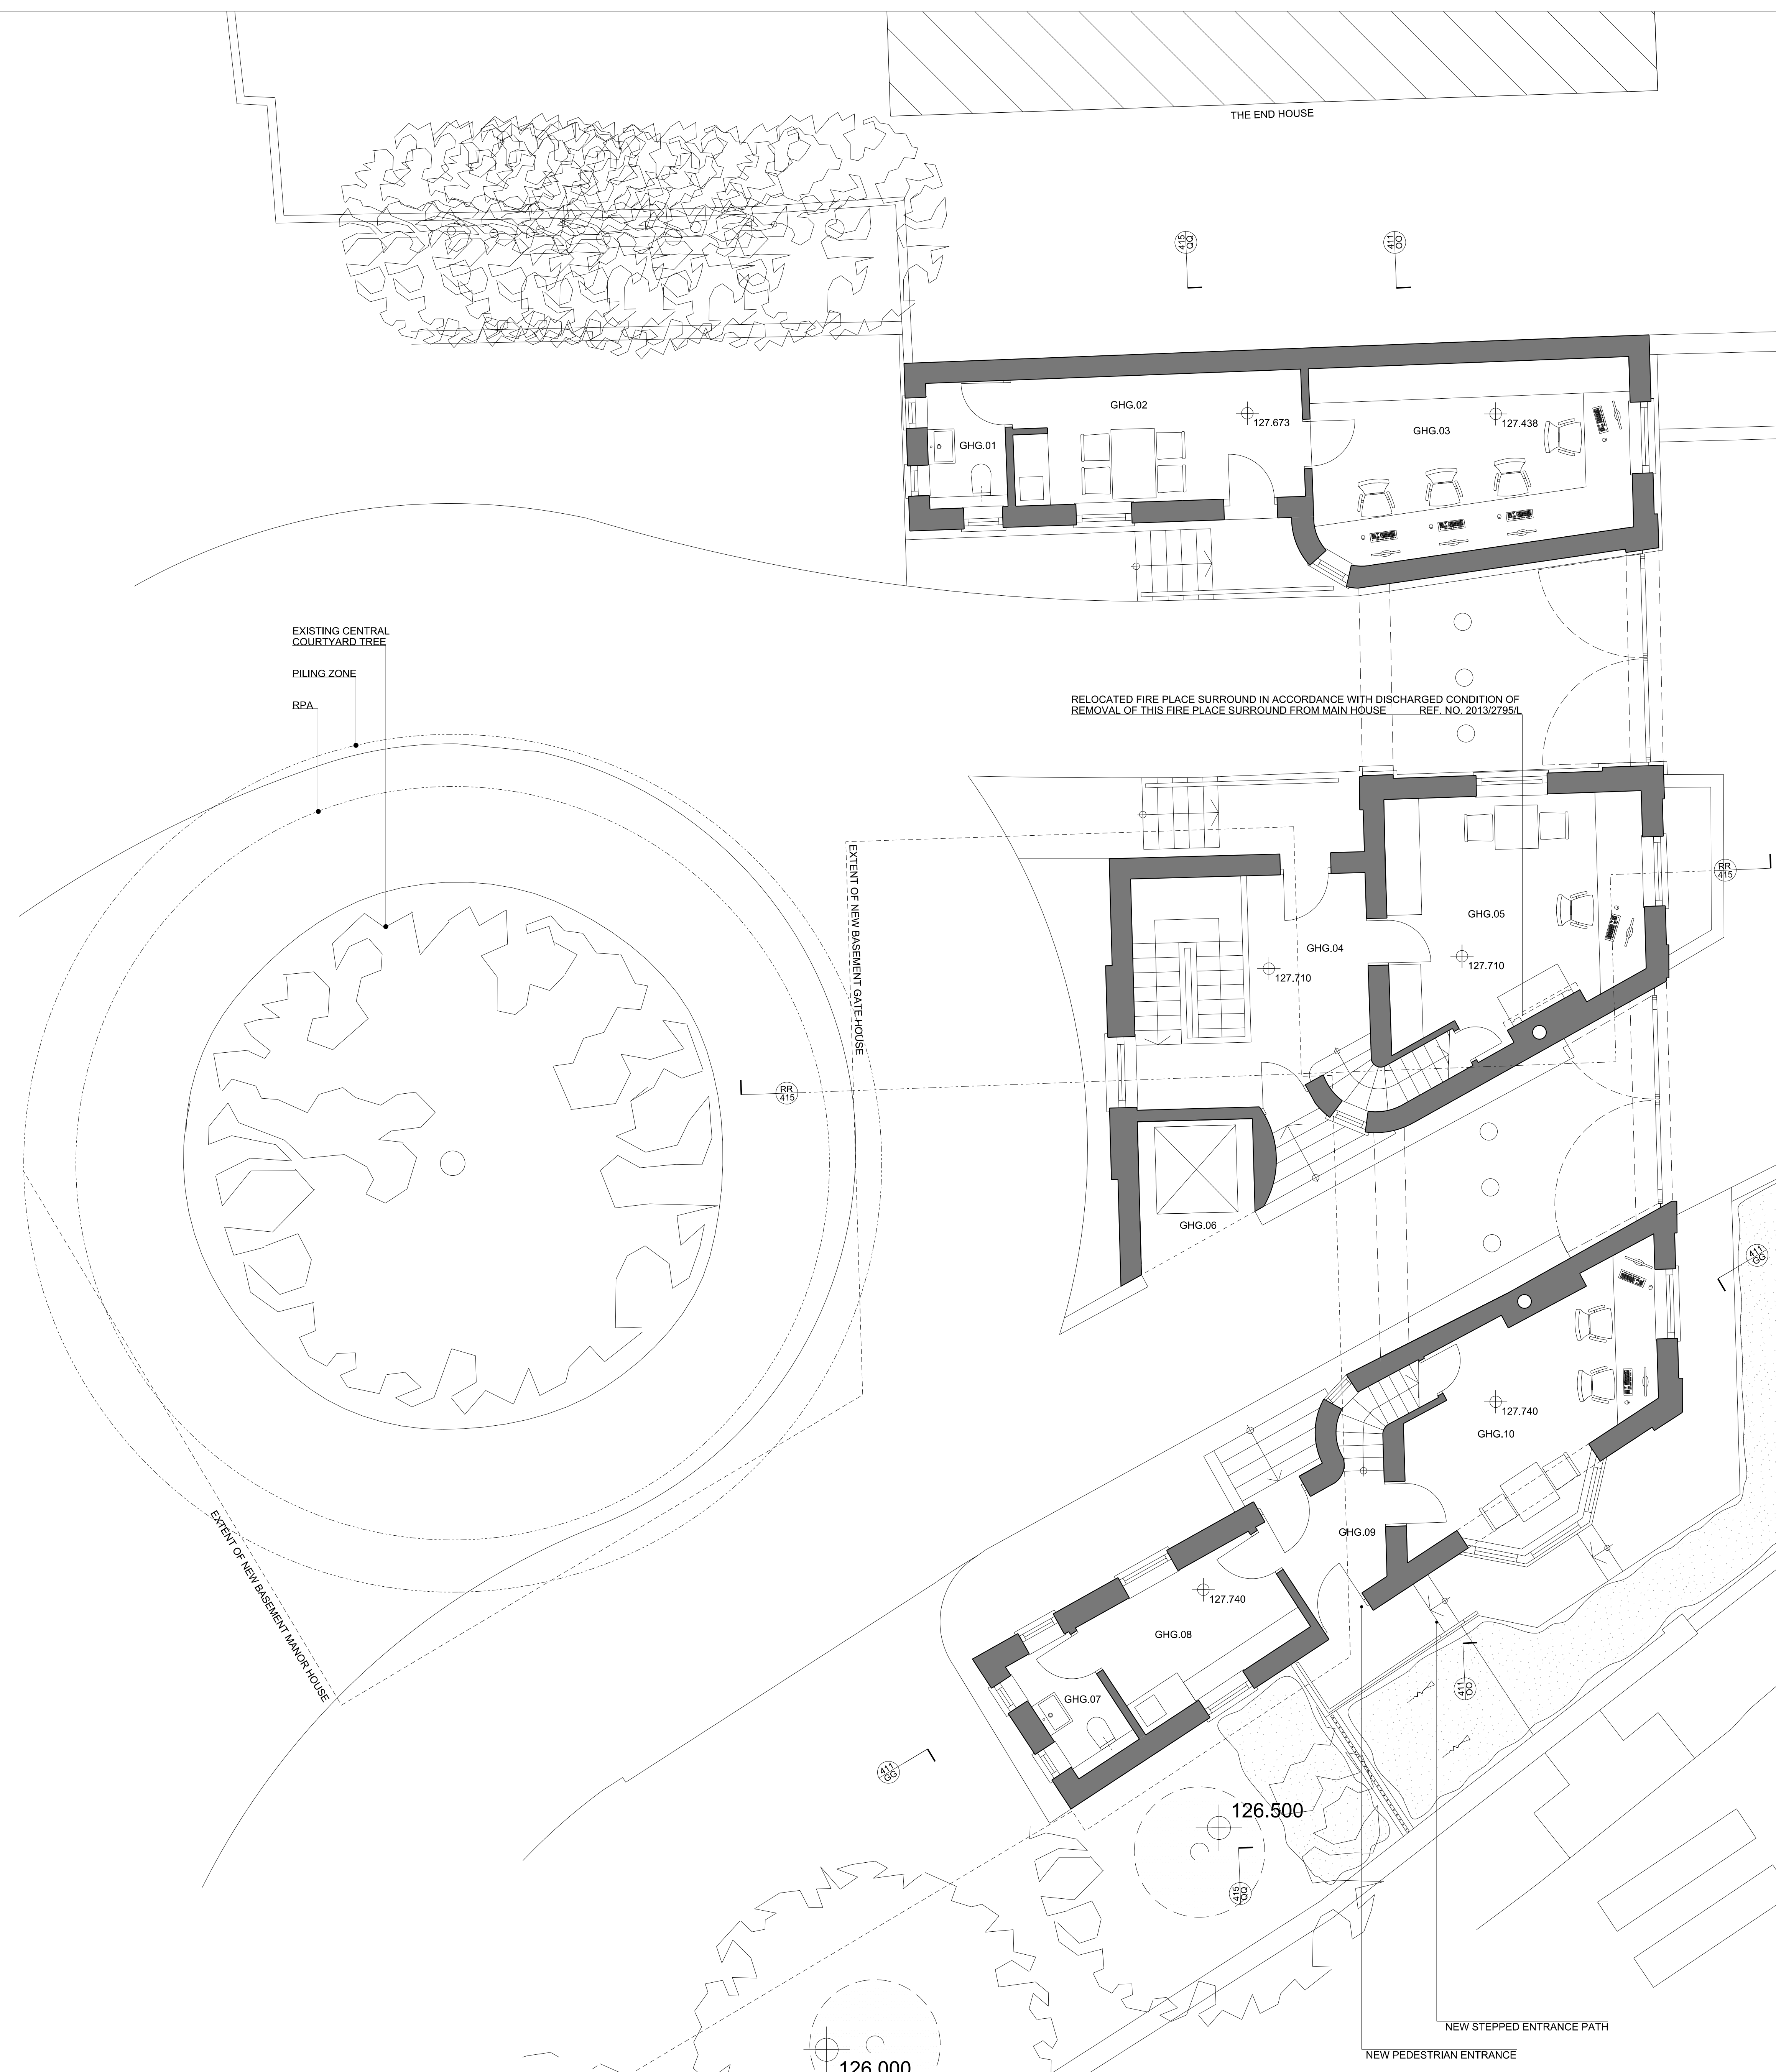 THE END HOUSE
415
QQ
411
OO
GHG.02
127.673
GHG.03
127.438
GHG.01
EXISTING CENTRAL
COURTYARD TREE
PILING ZONE
RPA
RELOCATED FIRE PLACE SURROUND IN ACCORDANCE WITH DISCHARGED CONDITION OF
REMOVAL OF THIS FIRE PLACE SURROUND FROM MAIN HOUSE REF. NO. 2013/2795/L
EXTENT OF NEW BASEMENT GATE-HOUSE
RR
415
GHG.05
GHG.04
127.710
127.710
RR
415
GHG.06
411
GG
127.740
GHG.10
GHG.09
127.740
GHG.08
EXTENT OF NEW BASEMENT MANOR HOUSE
GHG.07
411
OO
411
GG
126.500
415
QQ
NEW STEPPED ENTRANCE PATH
NEW PEDESTRIAN ENTRANCE
126.000